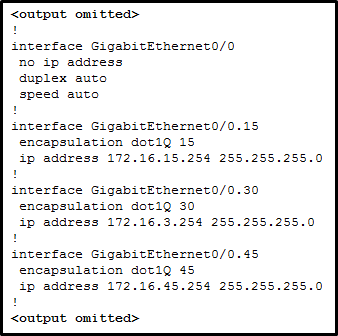 <output omitted>
!
interface GigabitEthernet0/0
no ip address
duplex auto
speed auto
!
interface GigabitEthernet0/0.15
encapsulation dot1Q 15
ip address 172.16.15.254 255.255.255.0
!
interface GigabitEthernet0/0.30
encapsulation dot1Q 30
ip address 172.16.3.254 255.255.255.0
!
interface GigabitEthernet0/0.45
encapsulation dot1Q 45
ip address 172.16.45.254 255.255.255.0
!
<output omitted>